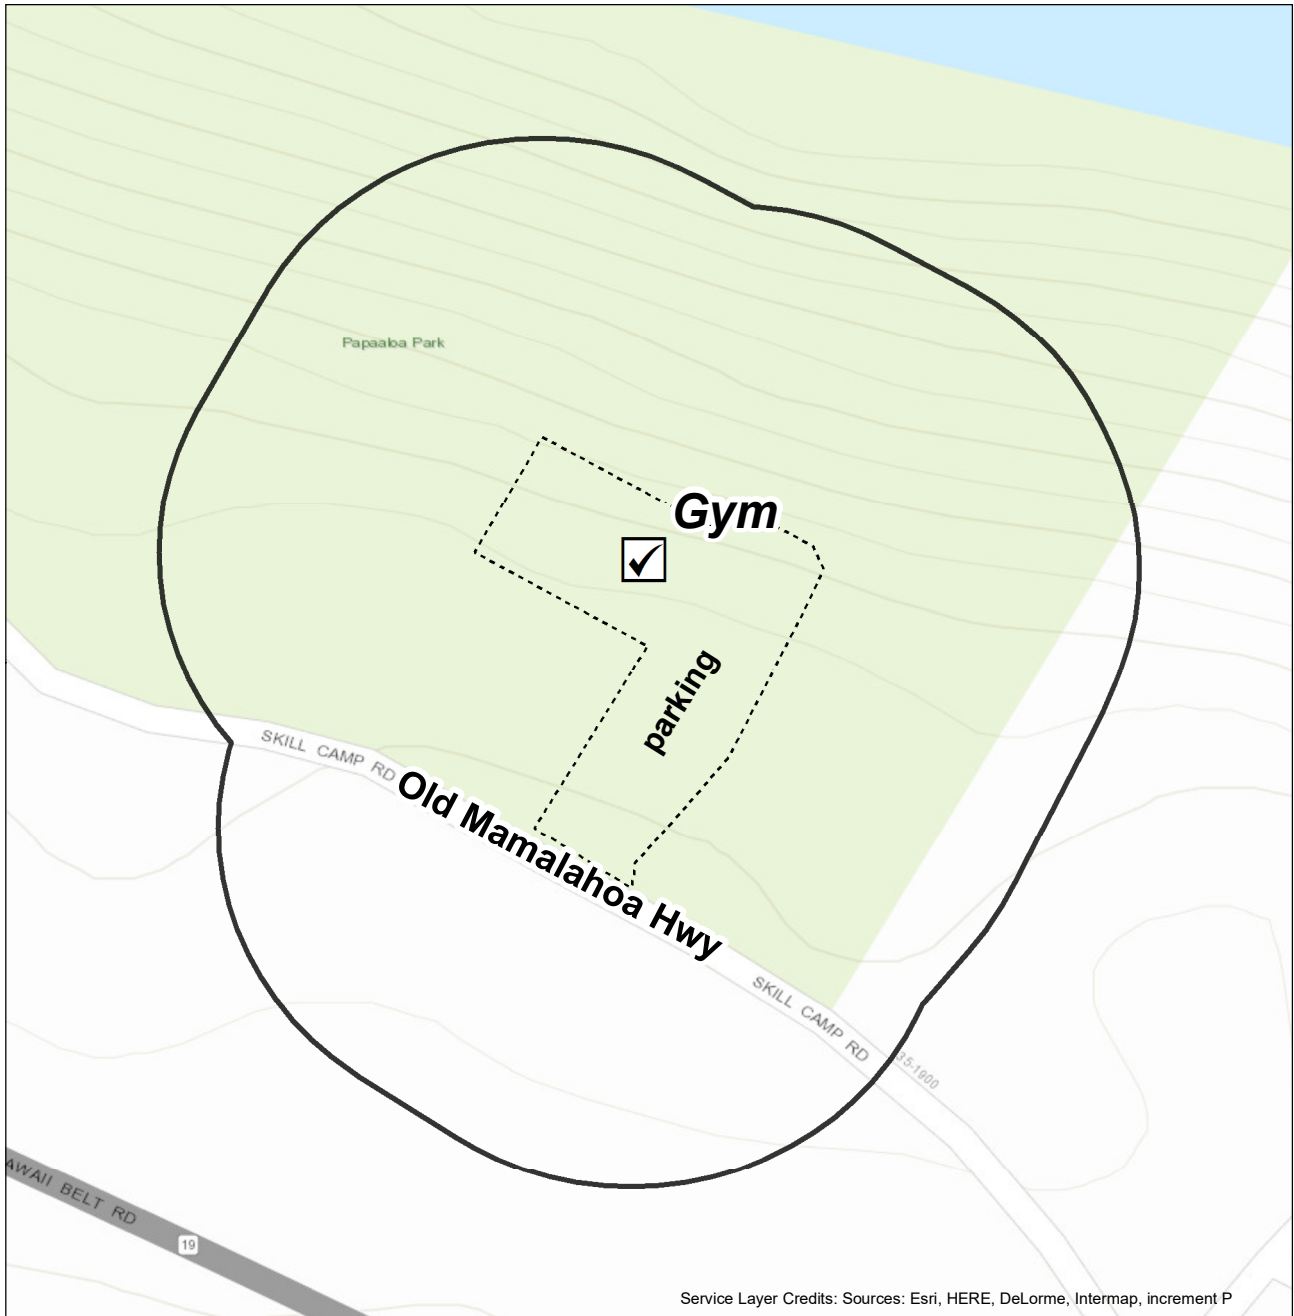 Papaaloa Park
Gym
parking
SKILL CAMP RD
Old Mamalahoa Hwy
SKILL CAMP RD
35-1900
AWAII BELT RD
19
Service Layer Credits: Sources: Esri, HERE, DeLorme, Intermap, increment P